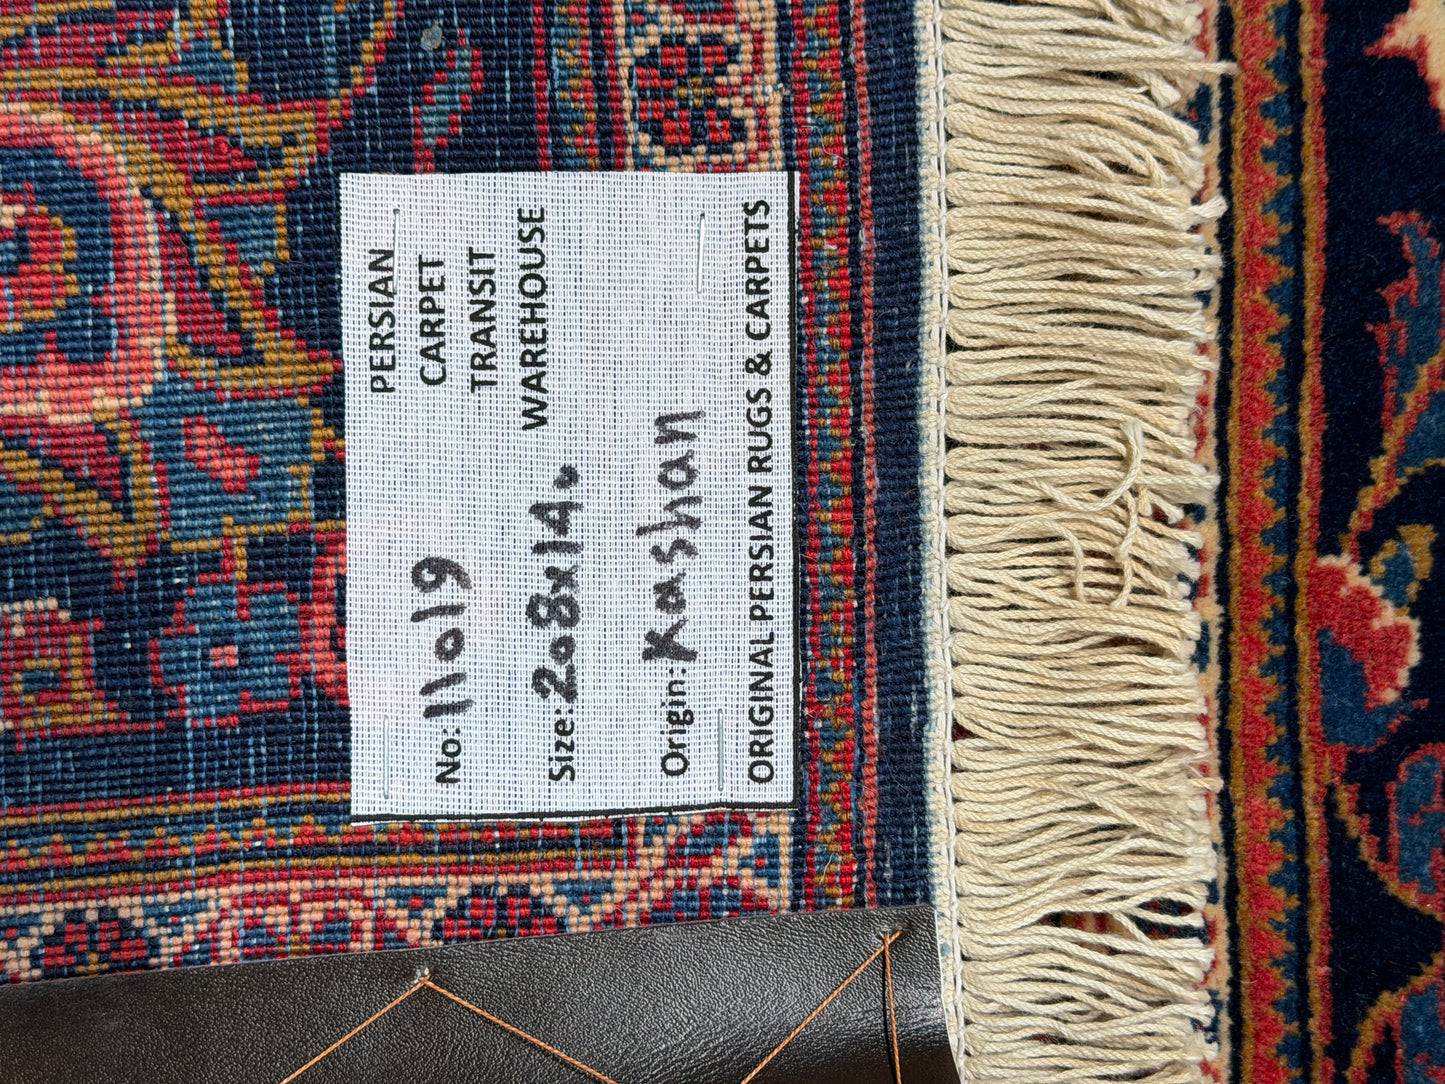 PERSIAN
CARPET
TRANSIT
WAREHOUSE
No: 11019
Size: 208x140
Origin: Kashan
ORIGINAL PERSIAN RUGS & CARPETS